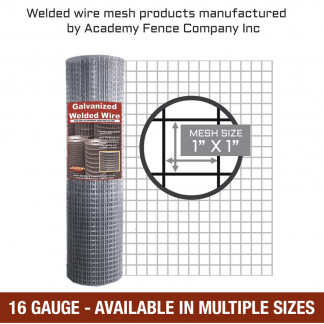 Welded wire mesh products manufactured
by Academy Fence Company Inc
Galvanized
Welded Wire
MESH SIZE
1" X 1"
16 GAUGE - AVAILABLE IN MULTIPLE SIZES